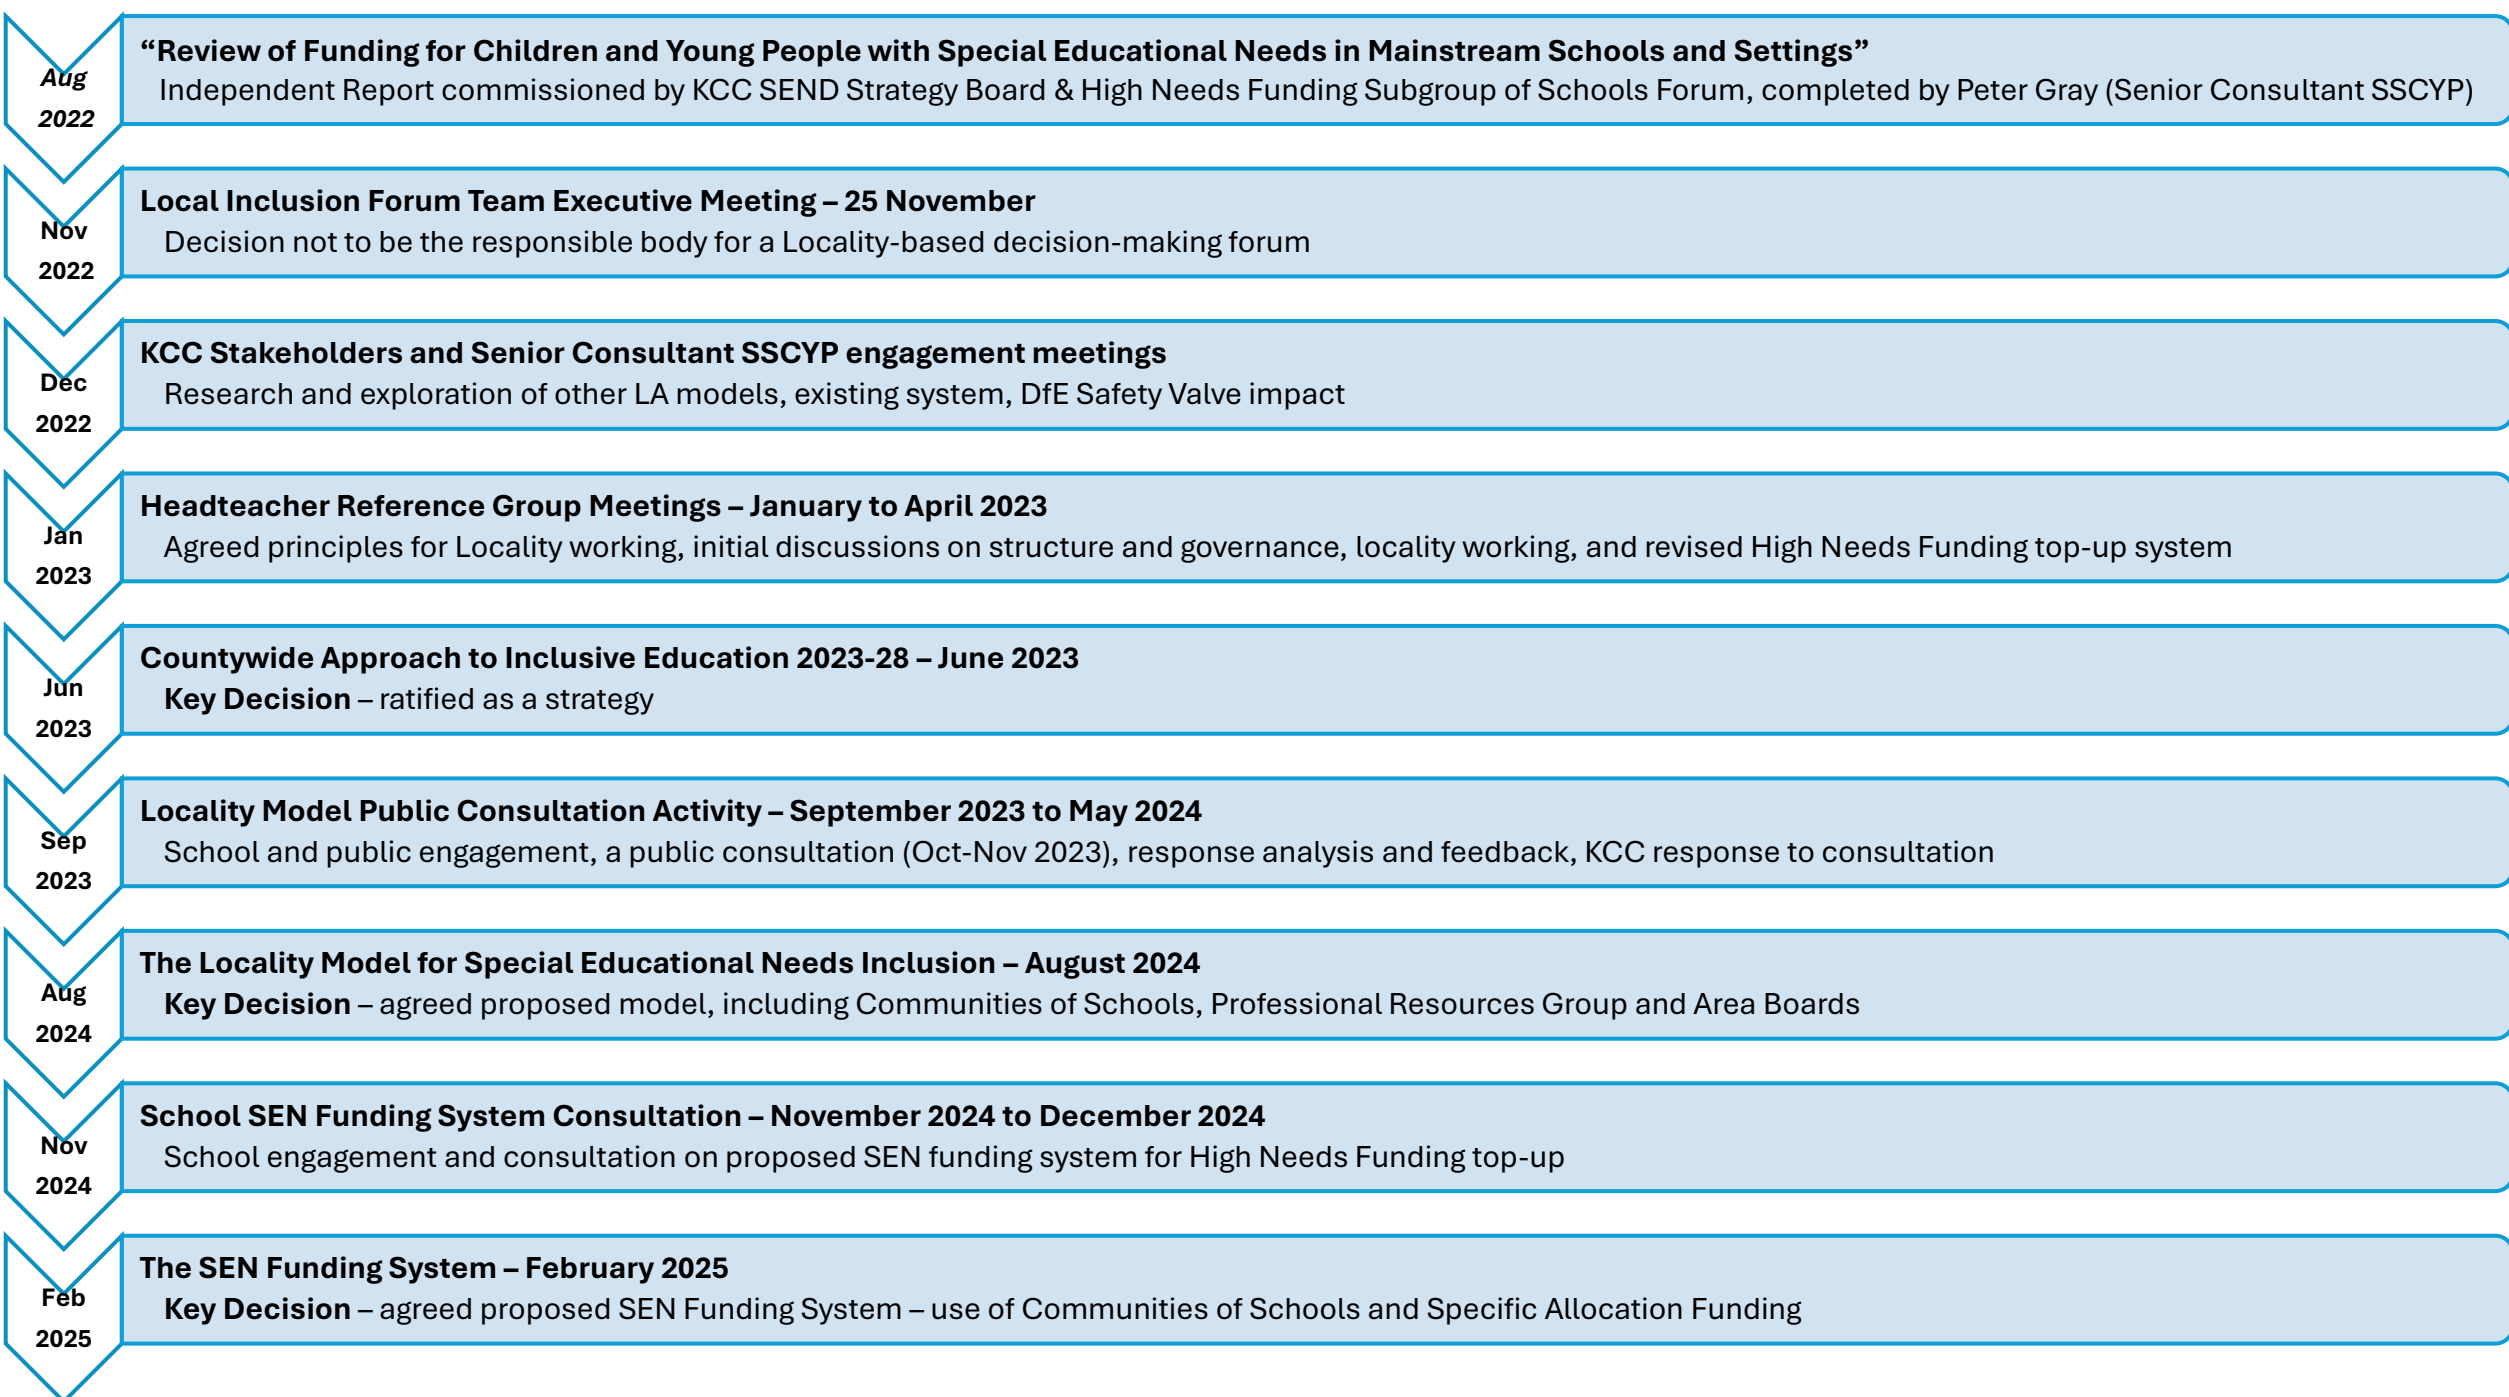 Aug
2022
“Review of Funding for Children and Young People with Special Educational Needs in Mainstream Schools and Settings”
Independent Report commissioned by KCC SEND Strategy Board & High Needs Funding Subgroup of Schools Forum, completed by Peter Gray (Senior Consultant SSCYP)
Nov
2022
Local Inclusion Forum Team Executive Meeting – 25 November
Decision not to be the responsible body for a Locality-based decision-making forum
Dec
2022
KCC Stakeholders and Senior Consultant SSCYP engagement meetings
Research and exploration of other LA models, existing system, DfE Safety Valve impact
Jan
2023
Headteacher Reference Group Meetings – January to April 2023
Agreed principles for Locality working, initial discussions on structure and governance, locality working, and revised High Needs Funding top-up system
Jun
2023
Countywide Approach to Inclusive Education 2023-28 – June 2023
Key Decision – ratified as a strategy
Sep
2023
Locality Model Public Consultation Activity – September 2023 to May 2024
School and public engagement, a public consultation (Oct-Nov 2023), response analysis and feedback, KCC response to consultation
Aug
2024
The Locality Model for Special Educational Needs Inclusion – August 2024
Key Decision – agreed proposed model, including Communities of Schools, Professional Resources Group and Area Boards
Nov
2024
School SEN Funding System Consultation – November 2024 to December 2024
School engagement and consultation on proposed SEN funding system for High Needs Funding top-up
Feb
2025
The SEN Funding System – February 2025
Key Decision – agreed proposed SEN Funding System – use of Communities of Schools and Specific Allocation Funding